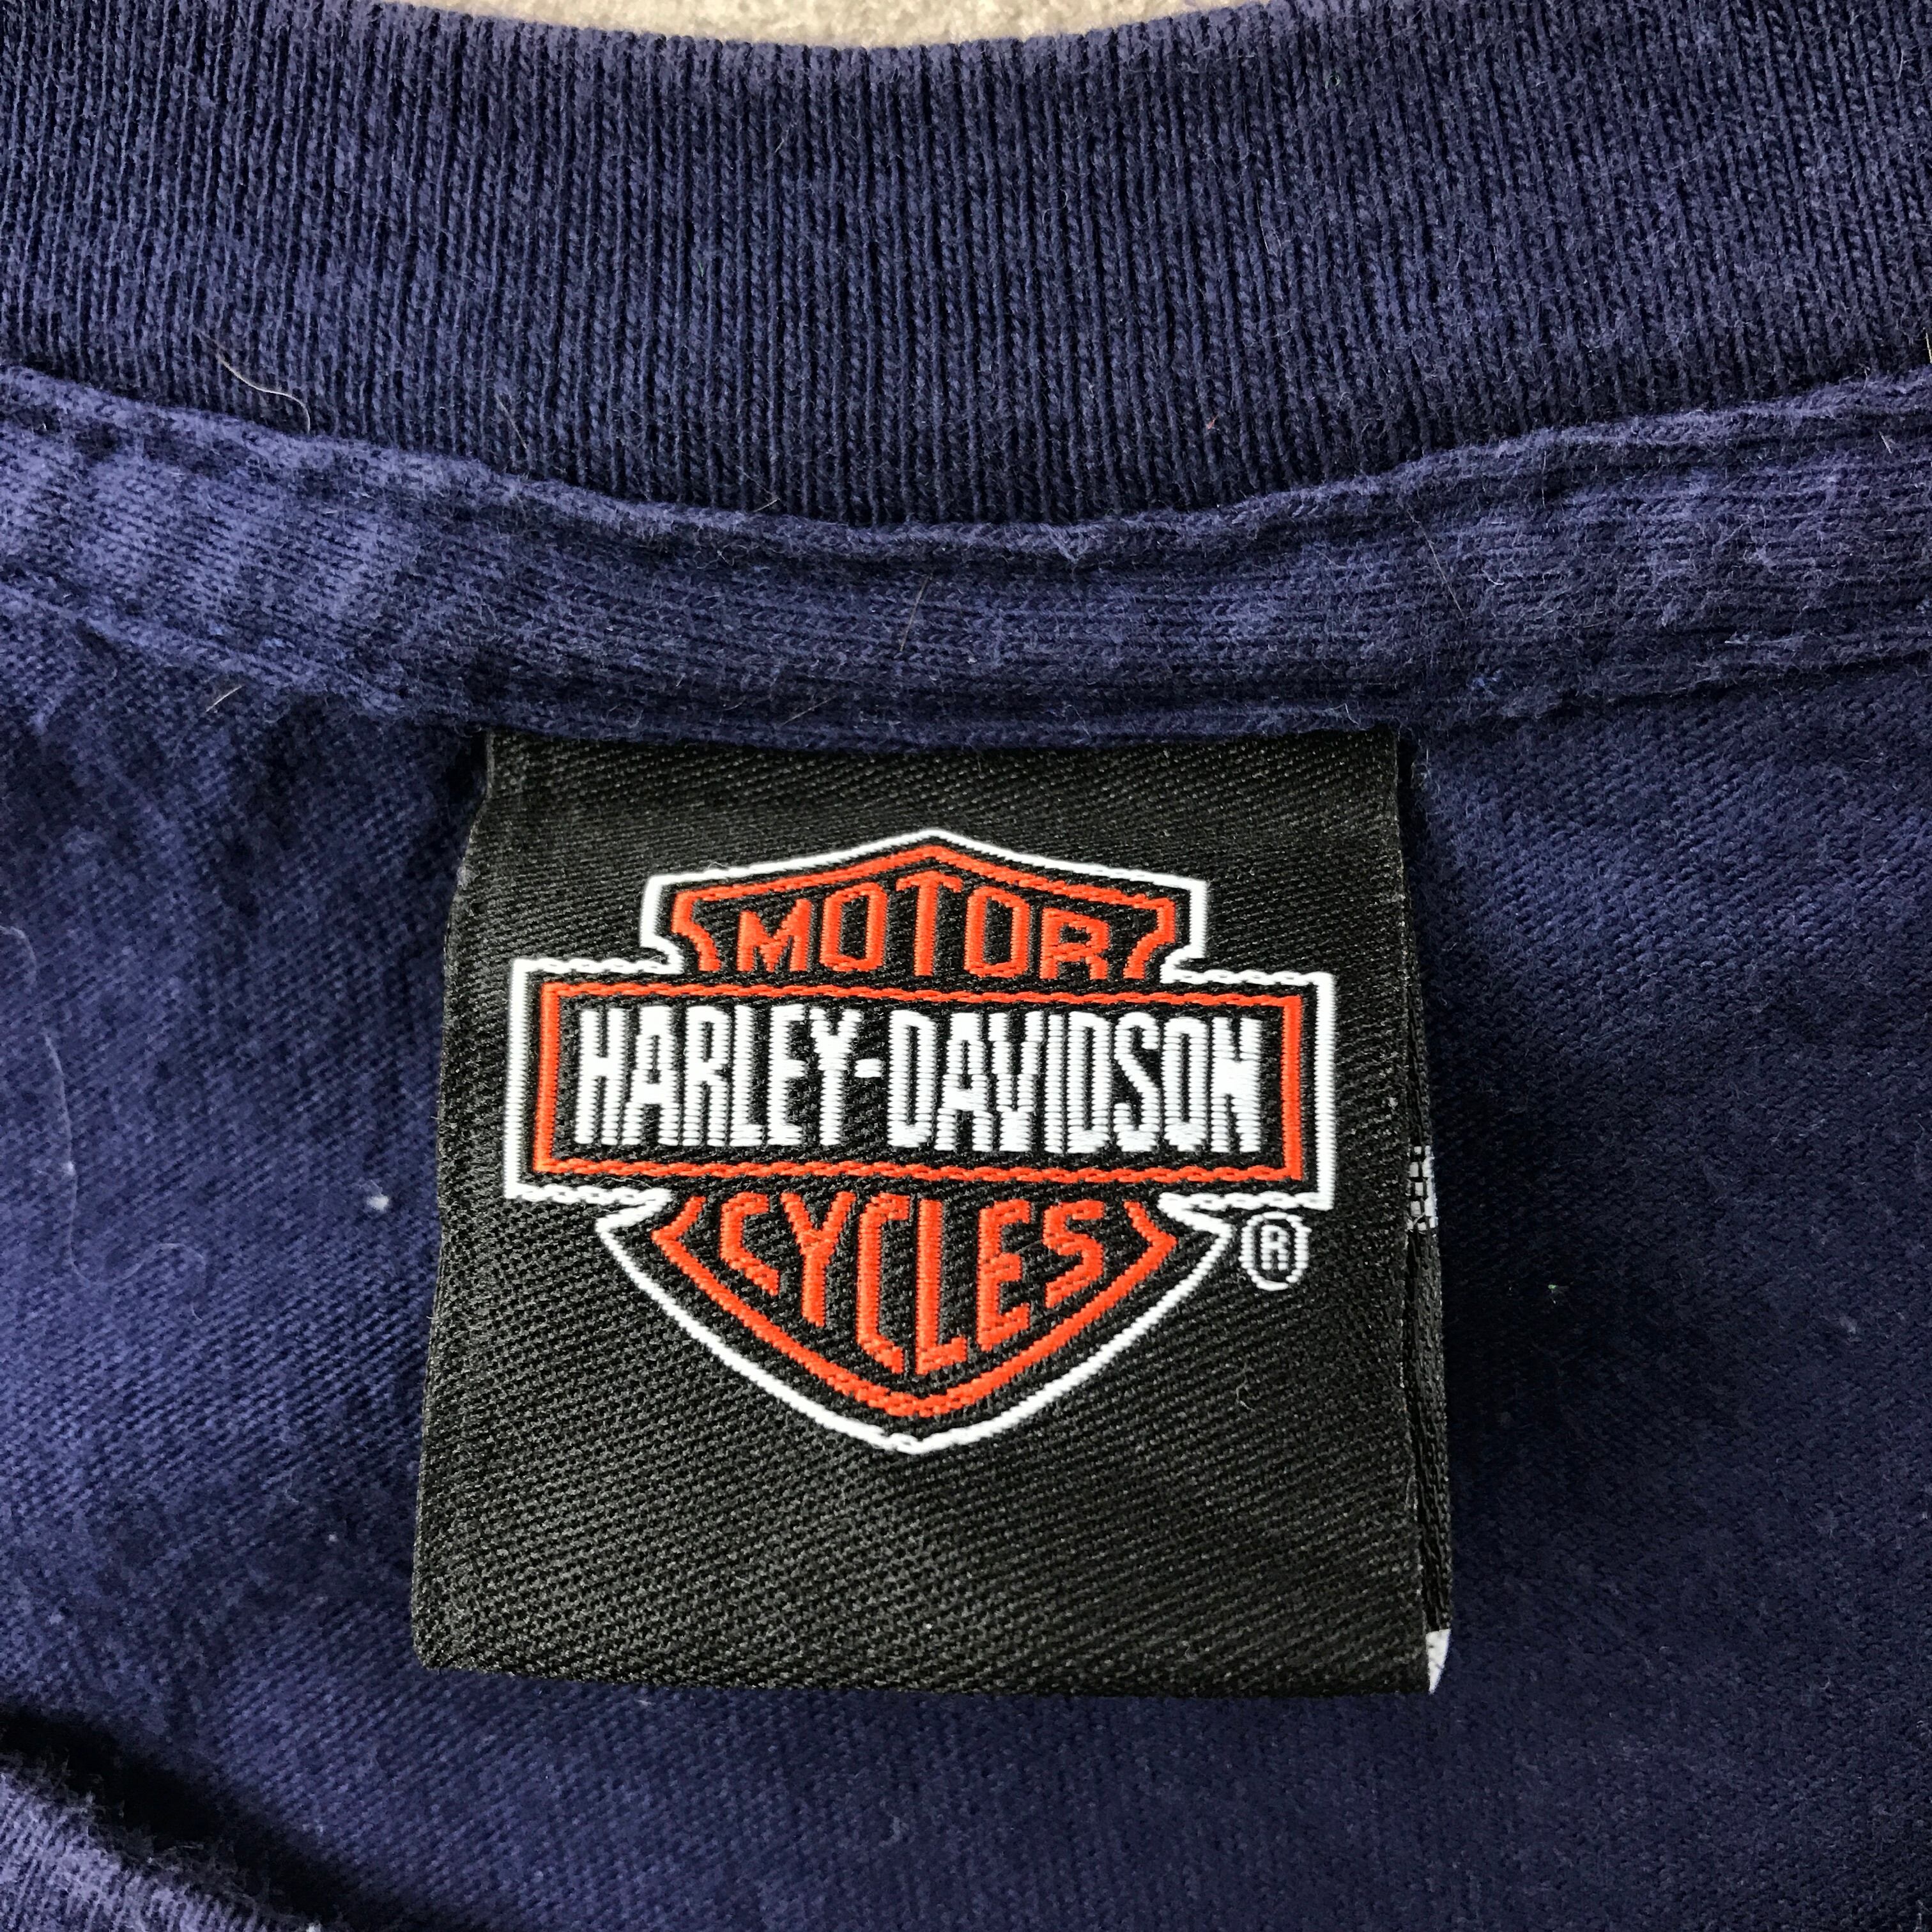 MOTOR
HARLEY-DAVIDSON
CYCLES
®